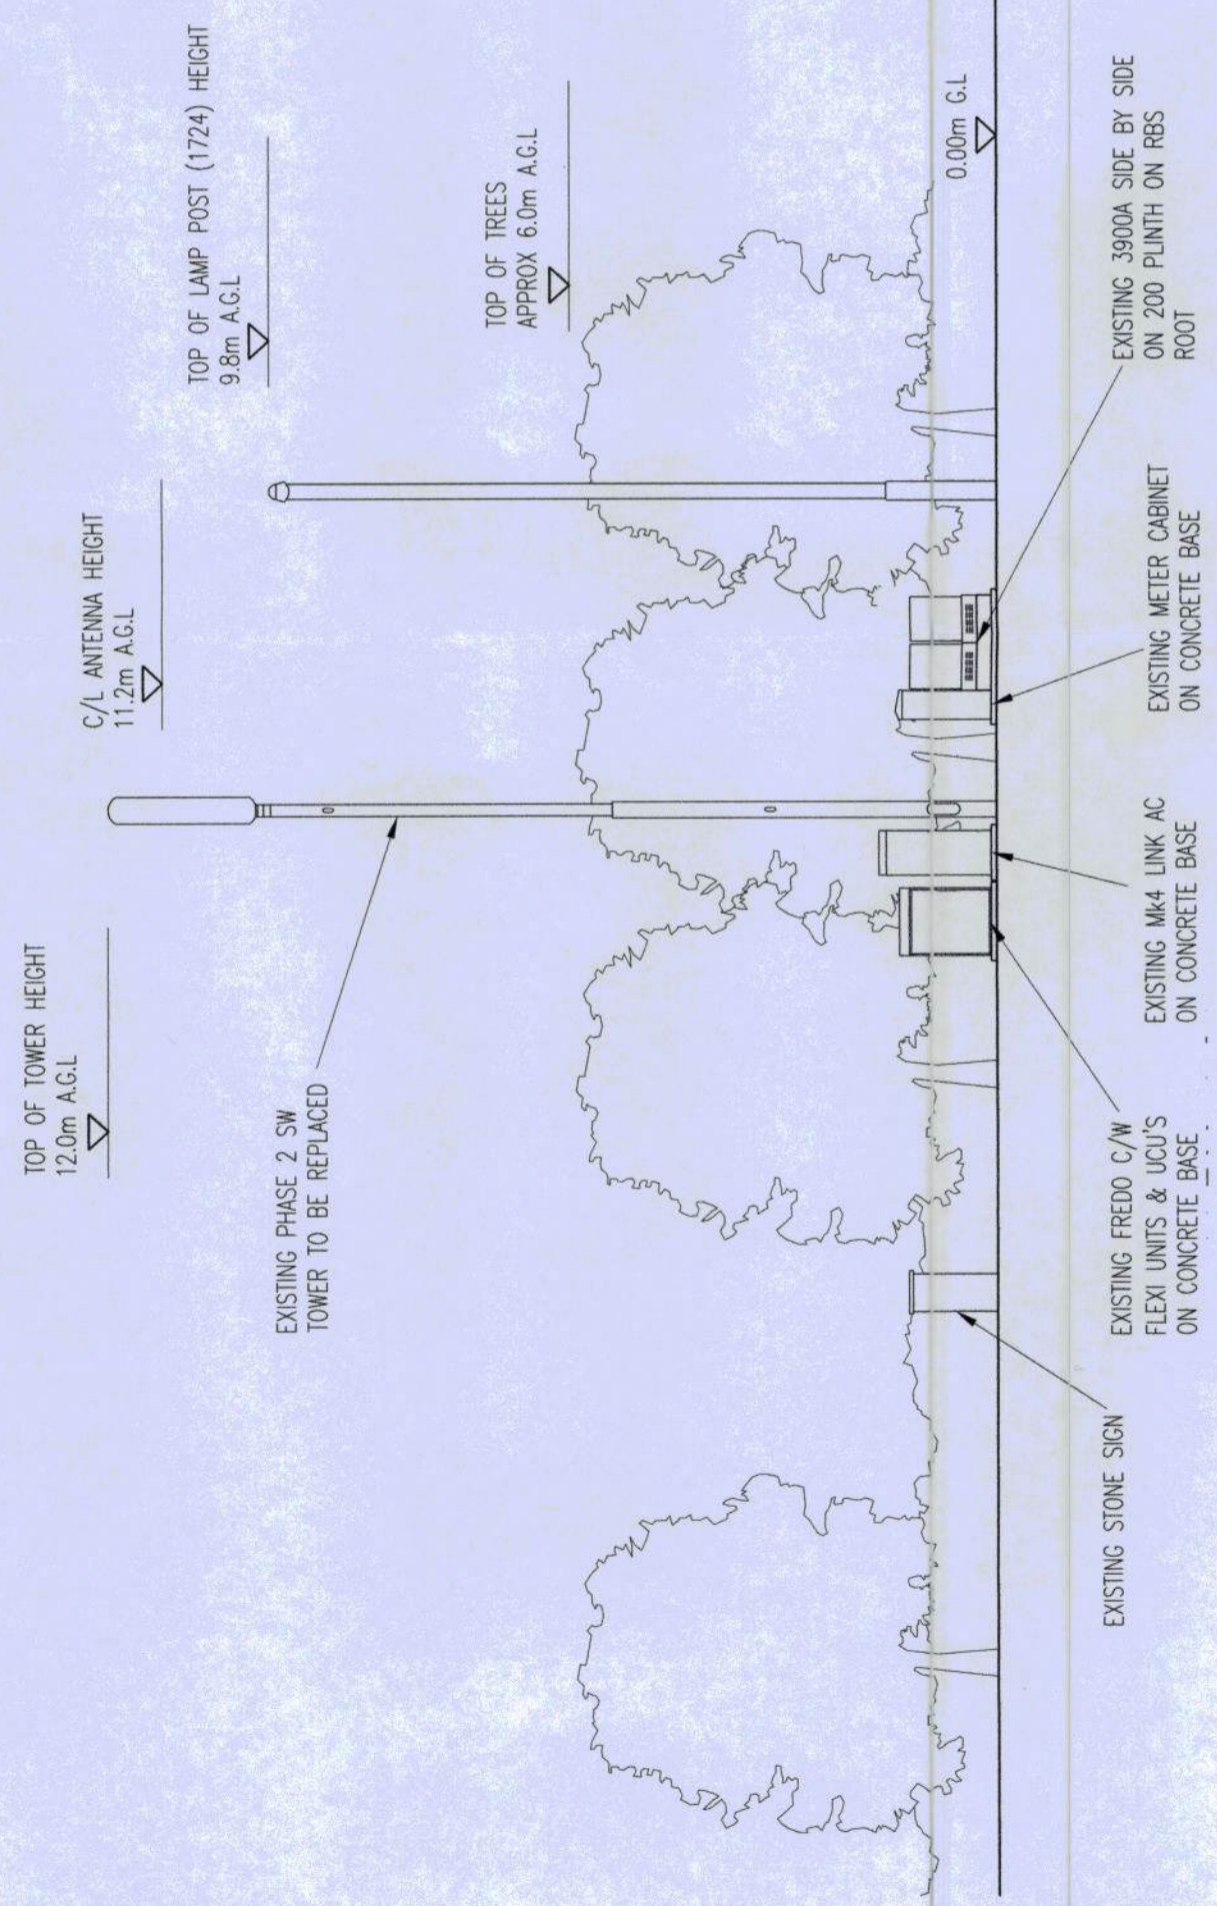 TOP OF TOWER HEIGHT
12.0m A.G.L
C/L ANTENNA HEIGHT
11.2m A.G.L
TOP OF LAMP POST (1724) HEIGHT
9.8m A.G.L
EXISTING PHASE 2 SW
TOWER TO BE REPLACED
TOP OF TREES
APPROX 6.0m A.G.L
0.00m G.L
EXISTING STONE SIGN
EXISTING FREDO C/W
FLEXI UNITS & UCU'S
ON CONCRETE BASE
EXISTING Mk4 LINK AC
ON CONCRETE BASE
EXISTING METER CABINET
ON CONCRETE BASE
EXISTING 3900A SIDE BY SIDE
ON 200 PLINTH ON RBS
ROOT